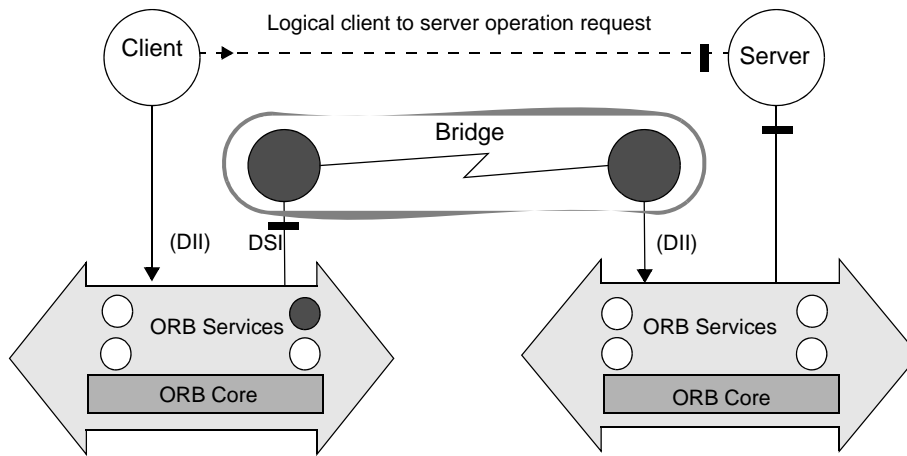 Logical client to server operation request
Client
Server
Bridge
(DII)
DSI
(DII)
ORB Services
ORB Services
ORB Core
ORB Core